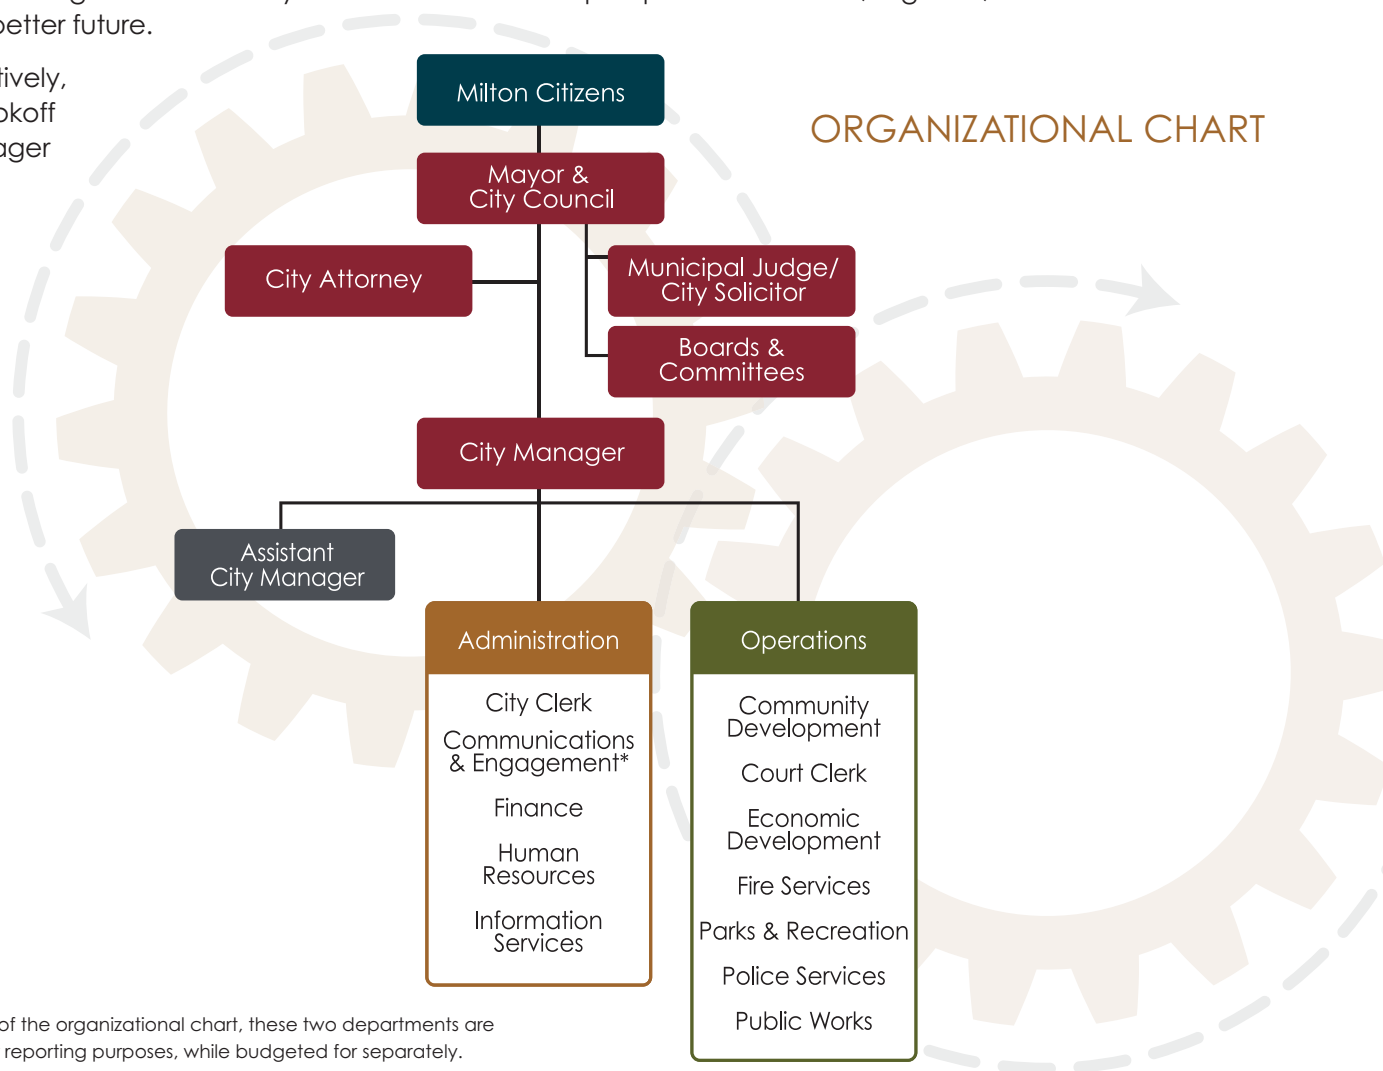 better future.
tively,
okoff
ager
ORGANIZATIONAL CHART
Milton Citizens
Mayor &
City Council
City Attorney
Municipal Judge/
City Solicitor
Boards &
Committees
City Manager
Assistant
City Manager
Administration
City Clerk
Communications
& Engagement*
Finance
Human
Resources
Information
Services
Operations
Community
Development
Court Clerk
Economic
Development
Fire Services
Parks & Recreation
Police Services
Public Works
of the organizational chart, these two departments are
reporting purposes, while budgeted for separately.